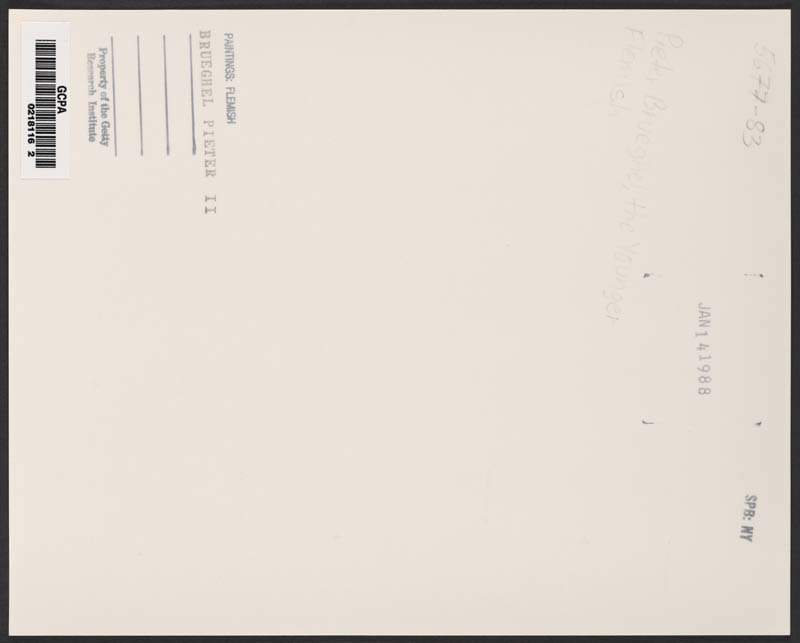 5677-83
Pieter Brueghel, the Younger
Flemish
JAN 14 1988
SPB: NY
PAINTINGS: FLEMISH
BRUEGHEL PIETER II
Property of the Getty
Research Institute
GCPA
0218116 2